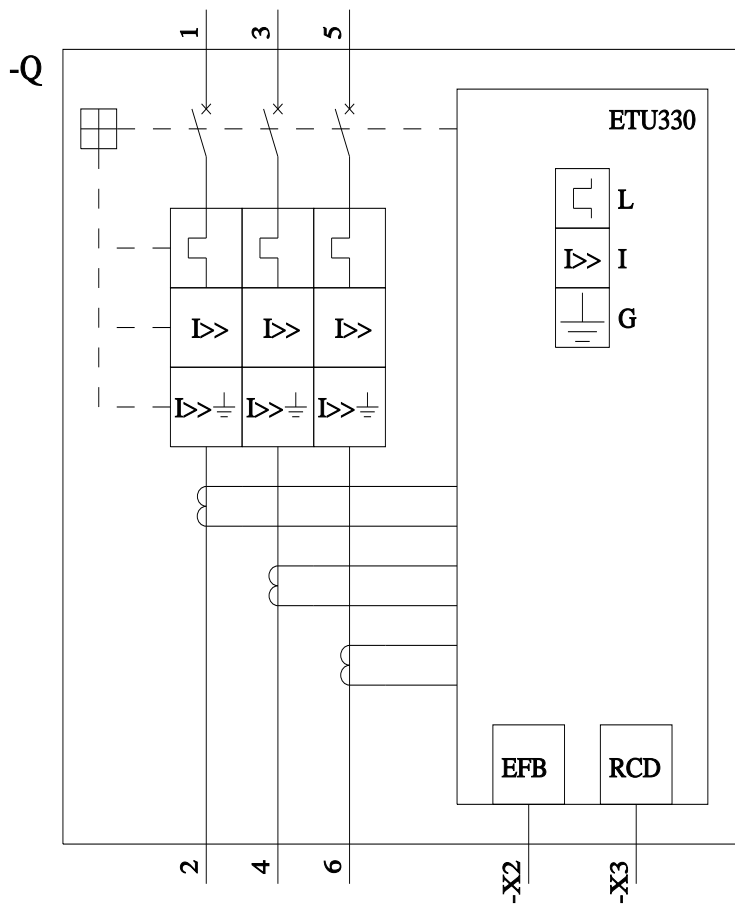 1 3 5
-Q
ETU330
L
I>> I
G
I>> I>> I>>
I>> I>> I>>
EFB RCD
2 4 6 -X2 -X3